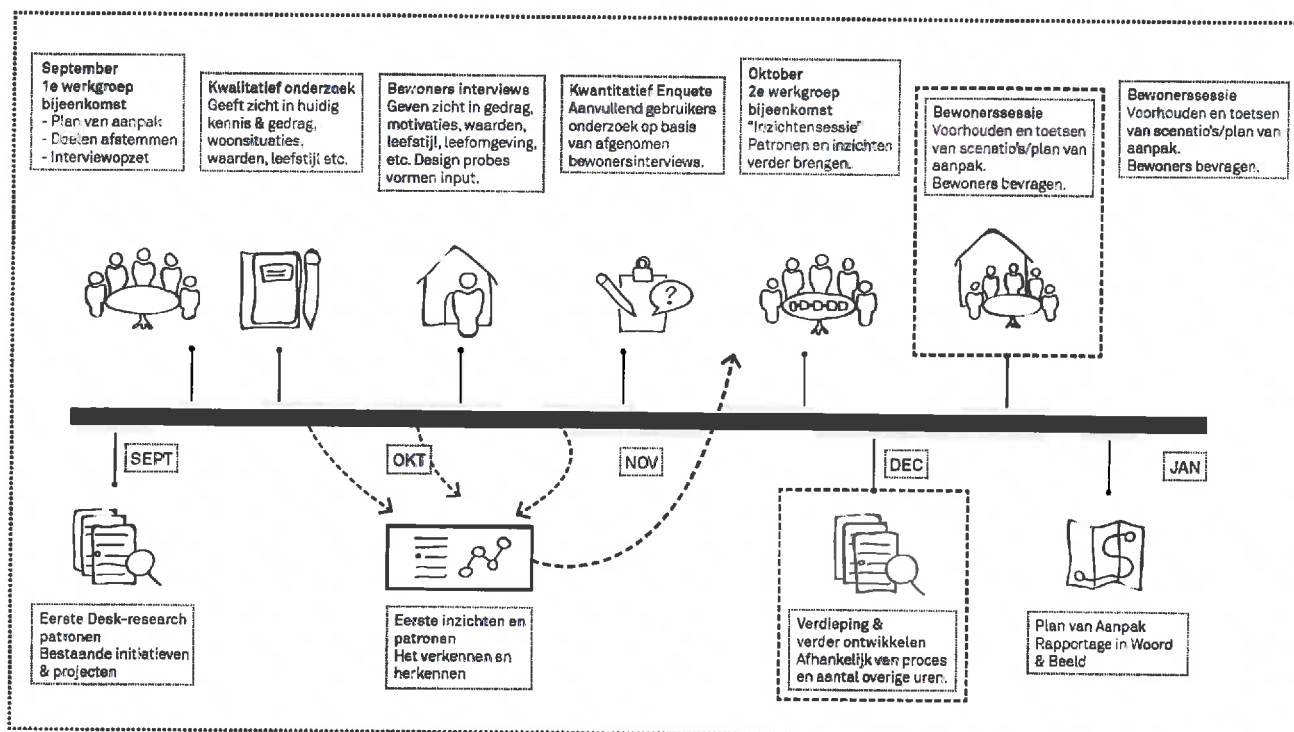 September
1e werkgroep
bijeenkomst
- Plan van aanpak
- Doelen afstemmen
- Interviewopzet
Kwalitatief onderzoek
Geeft zicht in huidig
kennis & gedrag,
woonsituaties,
waarden, leefstijl etc.
Bewoners interviews
Geven zicht in gedrag,
motivaties, waarden,
leefstijl, leefomgeving,
etc. Design probes
vormen input.
Kwantitatief Enquete
Aanvullend gebruikers
onderzoek op basis
van afgenomen
bewonersinterviews.
Oktober
2e werkgroep
bijeenkomst
"Inzichtensessie"
Patronen en inzichten
verder brengen.
Bewonerssessie
Voorhouden en toetsen
van scenatio's/plan van
aanpak.
Bewoners bevragen.
Bewonerssessie
Voorhouden en toetsen
van scenatio's/plan van
aanpak.
Bewoners bevragen.
?
SEPT
OKT
NOV
DEC
JAN
Eerste Desk-research
patronen
Bestaande initiatieven
& projecten
Eerste inzichten en
patronen
Het verkennen en
herkennen
Verdieping &
verder ontwikkelen
Afhankelijk van proces
en aantal overige uren.
Plan van Aanpak
Rapportage in Woord
& Beeld